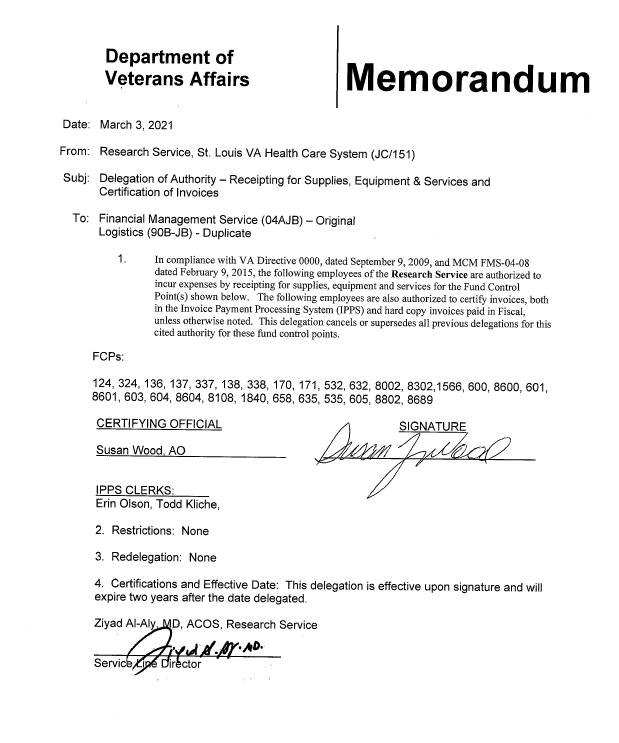 Department of
Veterans Affairs
Memorandum
Date: March 3, 2021
From: Research Service, St. Louis VA Health Care System (JC/151)
Subj: Delegation of Authority – Receipting for Supplies, Equipment & Services and
Certification of Invoices
To: Financial Management Service (04AJB) – Original
Logistics (90B-JB) - Duplicate
1. In compliance with VA Directive 0000, dated September 9, 2009, and MCM FMS-04-08
dated February 9, 2015, the following employees of the Research Service are authorized to
incur expenses by receipting for supplies, equipment and services for the Fund Control
Point(s) shown below. The following employees are also authorized to certify invoices, both
in the Invoice Payment Processing System (IPPS) and hard copy invoices paid in Fiscal,
unless otherwise noted. This delegation cancels or supersedes all previous delegations for this
cited authority for these fund control points.
FCPs:
124, 324, 136, 137, 337, 138, 338, 170, 171, 532, 632, 8002, 8302,1566, 600, 8600, 601,
8601, 603, 604, 8604, 8108, 1840, 658, 635, 535, 605, 8802, 8689
CERTIFYING OFFICIAL SIGNATURE
Susan Wood, AO Susan Wood
IPPS CLERKS:
Erin Olson, Todd Kliche,
2. Restrictions: None
3. Redelegation: None
4. Certifications and Effective Date: This delegation is effective upon signature and will
expire two years after the date delegated.
Ziyad Al-Aly, MD, ACOS, Research Service
Service Line Director